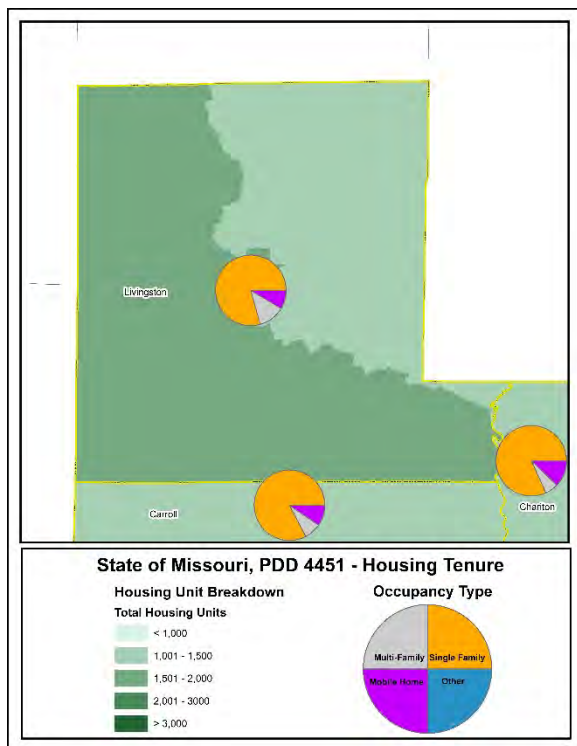 Livingston
Carroll
Chariton
State of Missouri, PDD 4451 - Housing Tenure
Housing Unit Breakdown
Total Housing Units
< 1,000
1,001 - 1,500
1,501 - 2,000
2,001 - 3000
> 3,000
Occupancy Type
Multi-Family
Single Family
Mobile Home
Other